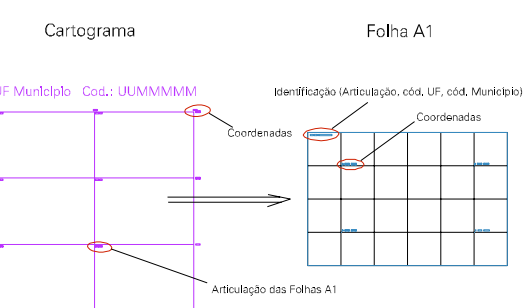 Cartograma
Folha A1
UF Município Cod.: UUMMMMM
Identificação (Articulação, cód. UF, cód. Município)
Coordenadas
Coordenadas
Articulação das Folhas A1